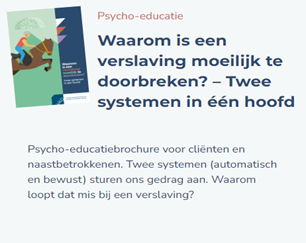 Psycho-educatie
Waarom is een
verslaving moeilijk te
doorbreken? – Twee
systemen in één hoofd
Psycho-educatiebrochure voor cliënten en
naastbetrokkenen. Twee systemen (automatisch
en bewust) sturen ons gedrag aan. Waarom
loopt dat mis bij een verslaving?